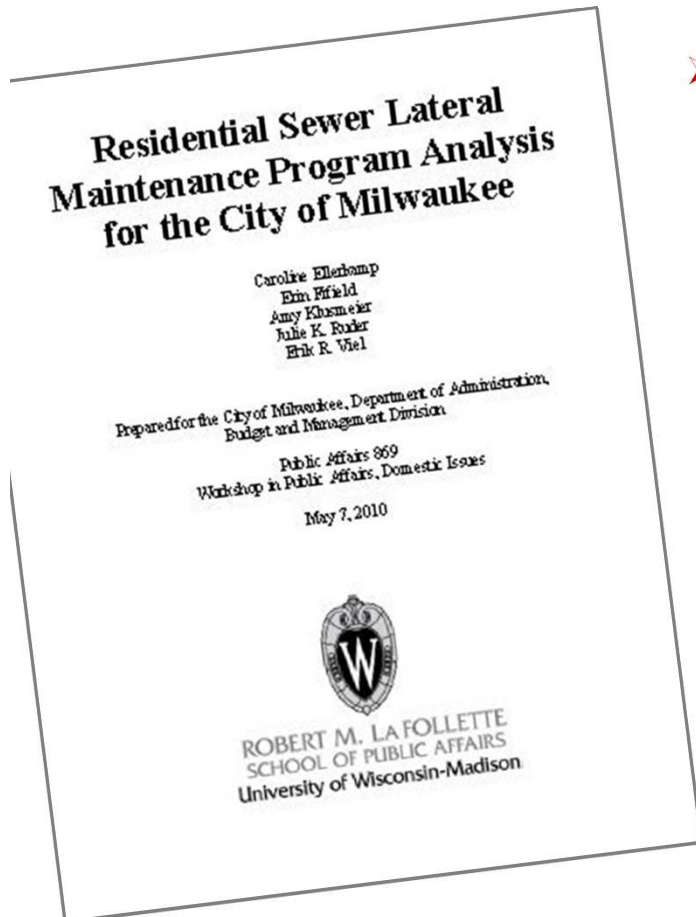 Residential Sewer Lateral
Maintenance Program Analysis
for the City of Milwaukee
Caroline Ellerkamp
Erin Fifield
Amy Klusmeier
Julie K. Ruder
Erik R. Viel
Prepared for the City of Milwaukee, Department of Administration,
Budget and Management Division
Public Affairs 869
Workshop in Public Affairs, Domestic Issues
May 7, 2010
W
ROBERT M. LA FOLLETTE
SCHOOL OF PUBLIC AFFAIRS
University of Wisconsin-Madison